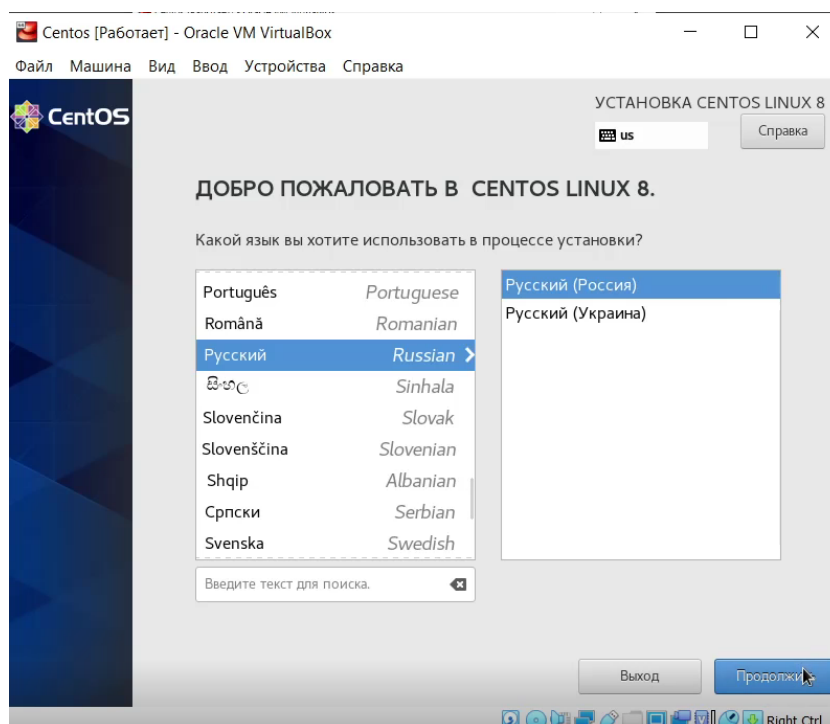 Centos [Работает] - Oracle VM VirtualBox
Файл Машина Вид Ввод Устройства Справка
CentOS
УСТАНОВКА CENTOS LINUX 8
us
Справка
ДОБРО ПОЖАЛОВАТЬ В CENTOS LINUX 8.
Какой язык вы хотите использовать в процессе установки?
Português Portuguese
Română Romanian
Русский Russian
සිංහල Sinhala
Slovenčina Slovak
Slovenščina Slovenian
Shqip Albanian
Српски Serbian
Svenska Swedish
Русский (Россия)
Русский (Украина)
Введите текст для поиска.
Выход
Right Ctrl